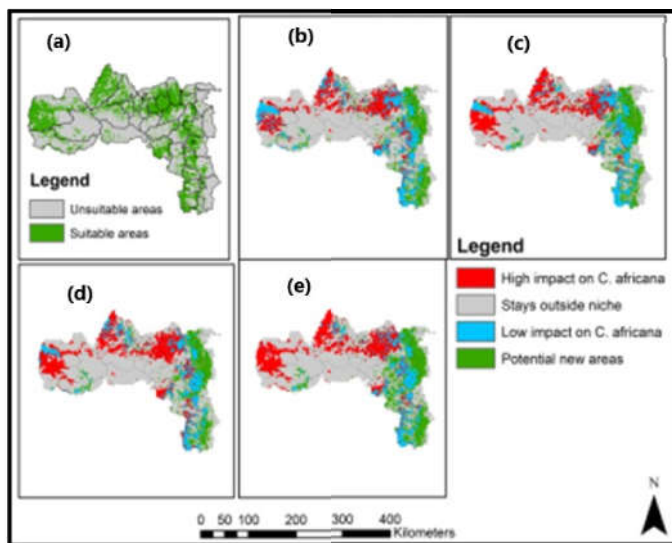 (a)
Legend
Unsuitable areas
Suitable areas
(b)
(c)
Legend
High impact on C. africana
Stays outside niche
Low impact on C. africana
Potential new areas
(d)
(e)
N
0 50 100 200 300 400
Kilometers